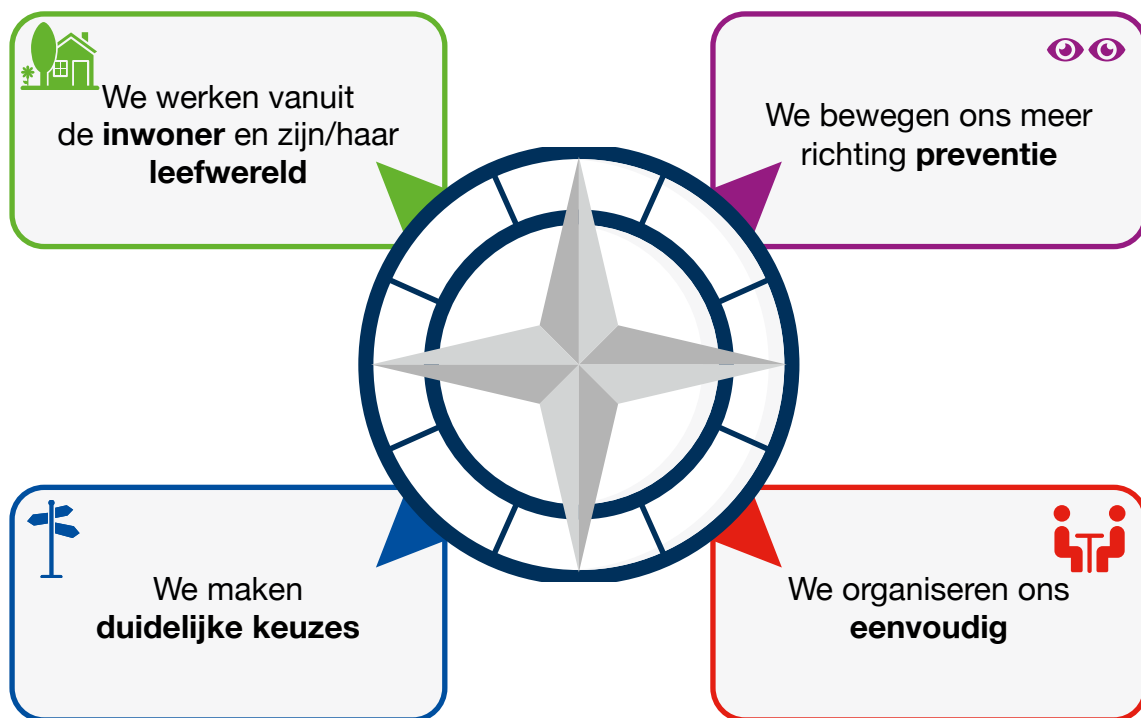 We werken vanuit
de inwoner en zijn/haar
leefwereld
We bewegen ons meer
richting preventie
We maken
duidelijke keuzes
We organiseren ons
eenvoudig